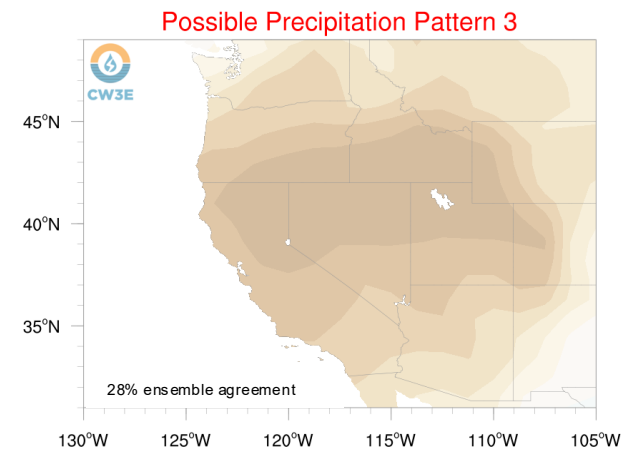 Possible Precipitation Pattern 3
CW3E
45°N
40°N
35°N
28% ensemble agreement
130°W 125°W 120°W 115°W 110°W 105°W